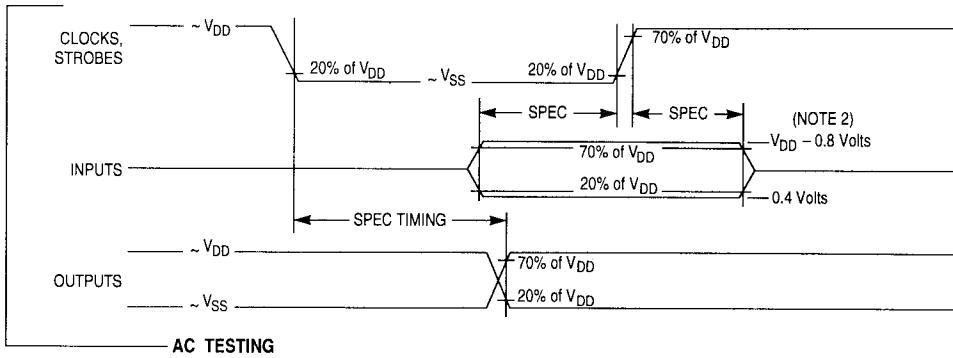 CLOCKS,
STROBES
~ VDD
20% of VDD
~ VSS
20% of VDD
70% of VDD
SPEC
SPEC
(NOTE 2)
VDD – 0.8 Volts
INPUTS
70% of VDD
20% of VDD
0.4 Volts
SPEC TIMING
OUTPUTS
~ VDD
70% of VDD
~ VSS
20% of VDD
AC TESTING